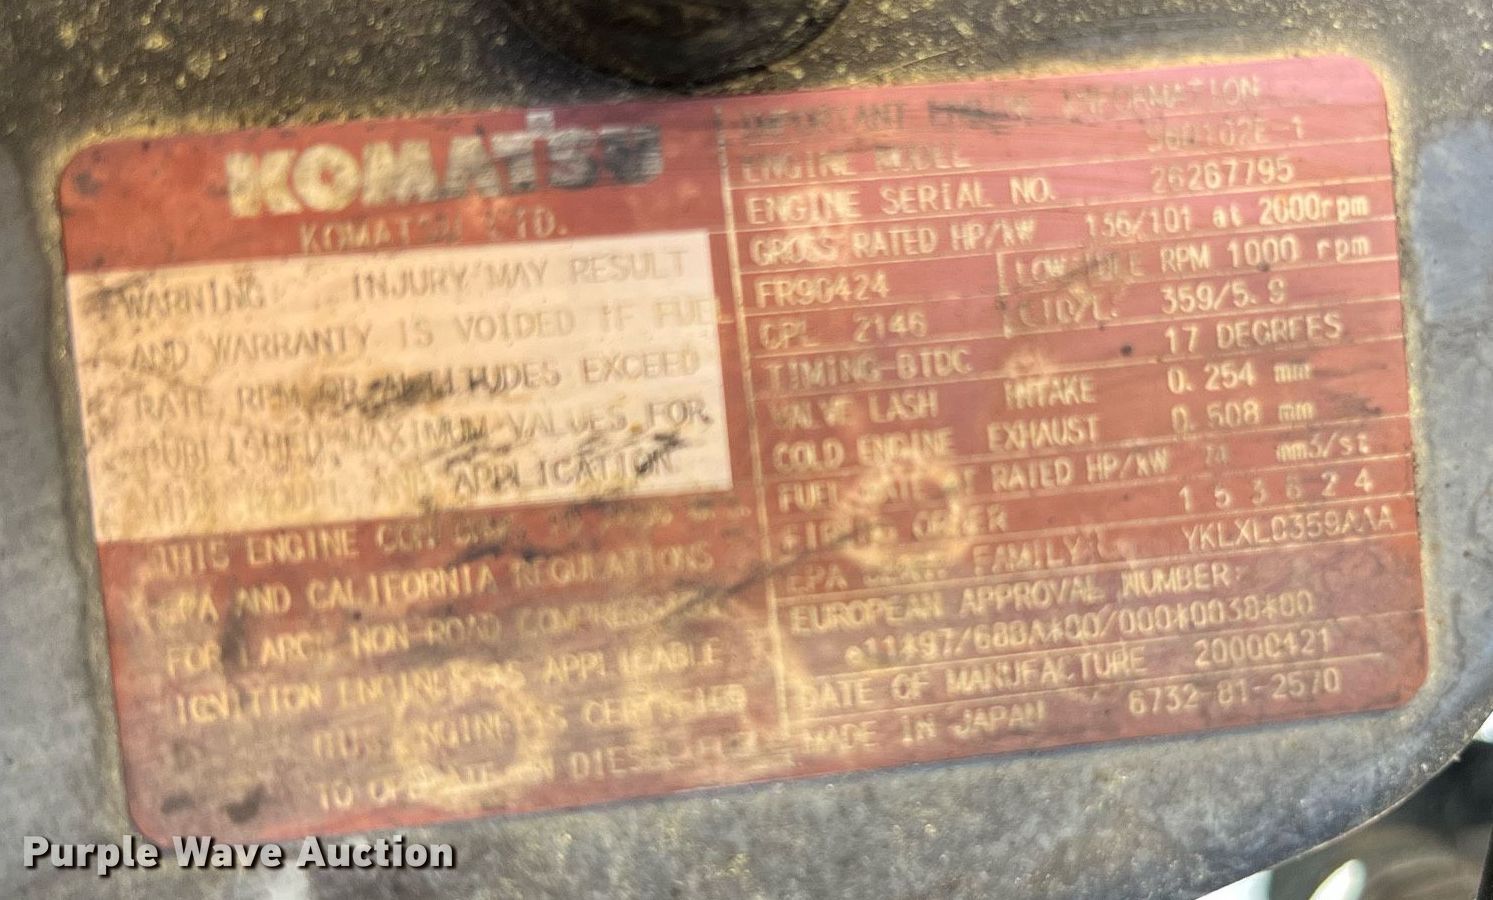 KOMATSU
KOMATSU LTD.
WARNING INJURY MAY RESULT
AND WARRANTY IS VOIDED IF FUEL
RATE, RPM OR ALTITUDES EXCEED
PUBLISHED MAXIMUM VALUES FOR
THIS MODEL AND APPLICATION
THIS ENGINE
EPA AND CALIFORNIA REGULATIONS
FOR LARGE NON-ROAD COMPRESSION
IGNITION ENGINES AS APPLICABLE
THIS ENGINE IS CERTIFIED
TO OPERATE ON DIESEL FUEL
IMPORTANT ENGINE INFORMATION
ENGINE MODEL
ENGINE SERIAL NO. 26267795
GROSS RATED HP/kW 136/101 at 2000rpm
FR90424 LOW IDLE RPM 1000 rpm
CPL 2146 CID/L. 359/5.9
TIMING-BTDC 17 DEGREES
VALVE LASH INTAKE 0.254 mm
COLD ENGINE EXHAUST 0.508 mm
FUEL RATE AT RATED HP/kW mm3/st
FIRING ORDER 1 5 3 6 2 4
EPA FAMILY YKLXL0359AAA
EUROPEAN APPROVAL NUMBER:
e11*97/68BA*00/000*0038*00
DATE OF MANUFACTURE 20000421
MADE IN JAPAN 6732-81-2570
Purple Wave Auction